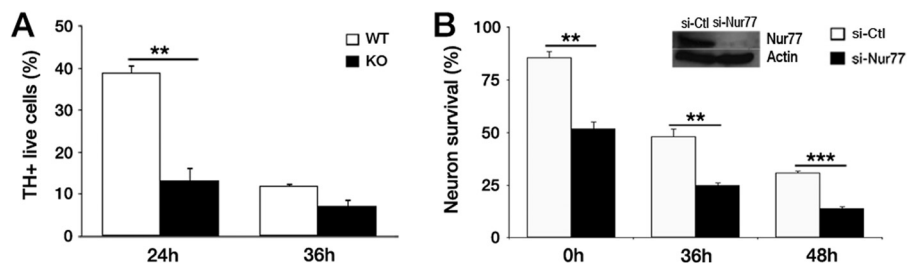 A
TH+ live cells (%)
50
40
30
20
10
0
**
WT
KO
24h
36h
B
Neuron survival (%)
100
75
50
25
0
**
**
***
si-Ctl si-Nur77
Nur77
Actin
si-Ctl
si-Nur77
0h
36h
48h